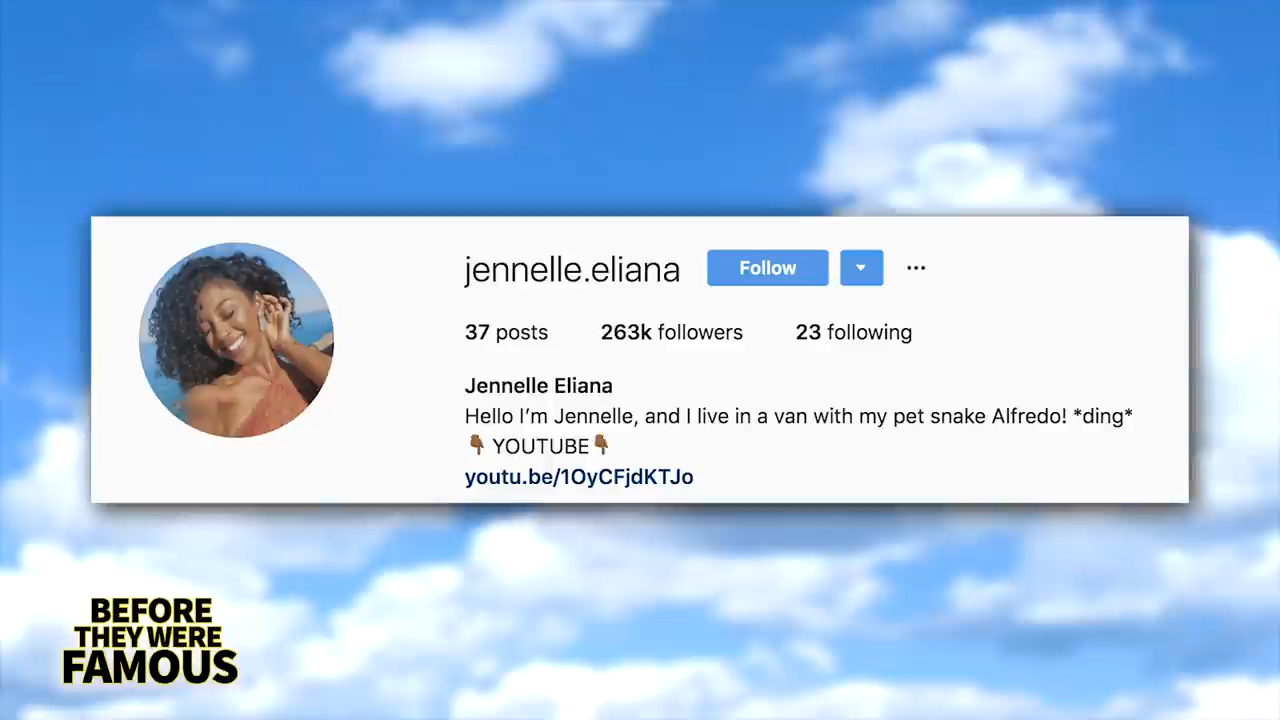 jennelle.eliana Follow ...
37 posts 263k followers 23 following
Jennelle Eliana
Hello I’m Jennelle, and I live in a van with my pet snake Alfredo! *ding*
👇🏾 YOUTUBE👇🏾
youtu.be/1OyCFjdKTJo
BEFORE
THEY WERE
FAMOUS